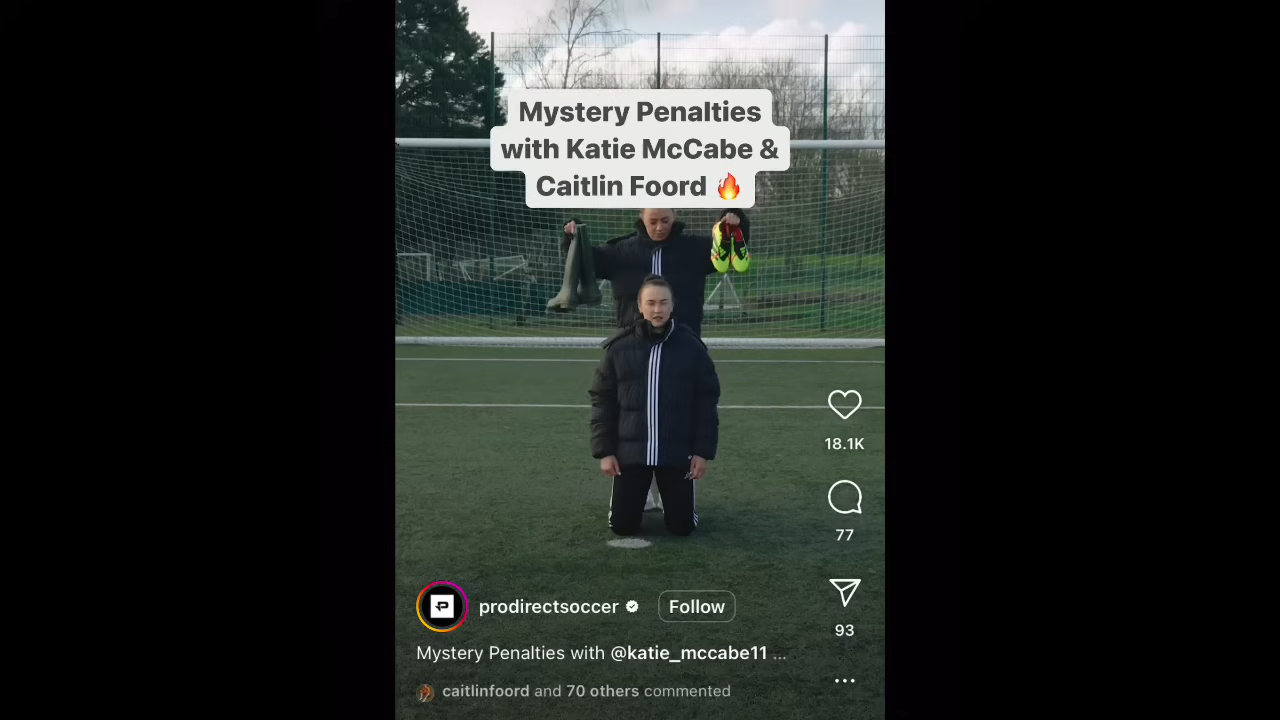 Mystery Penalties
with Katie McCabe &
Caitlin Foord 🔥
18.1K
77
93
prodirectsoccer
Follow
Mystery Penalties with @katie_mccabe11 ...
caitlinfoord and 70 others commented